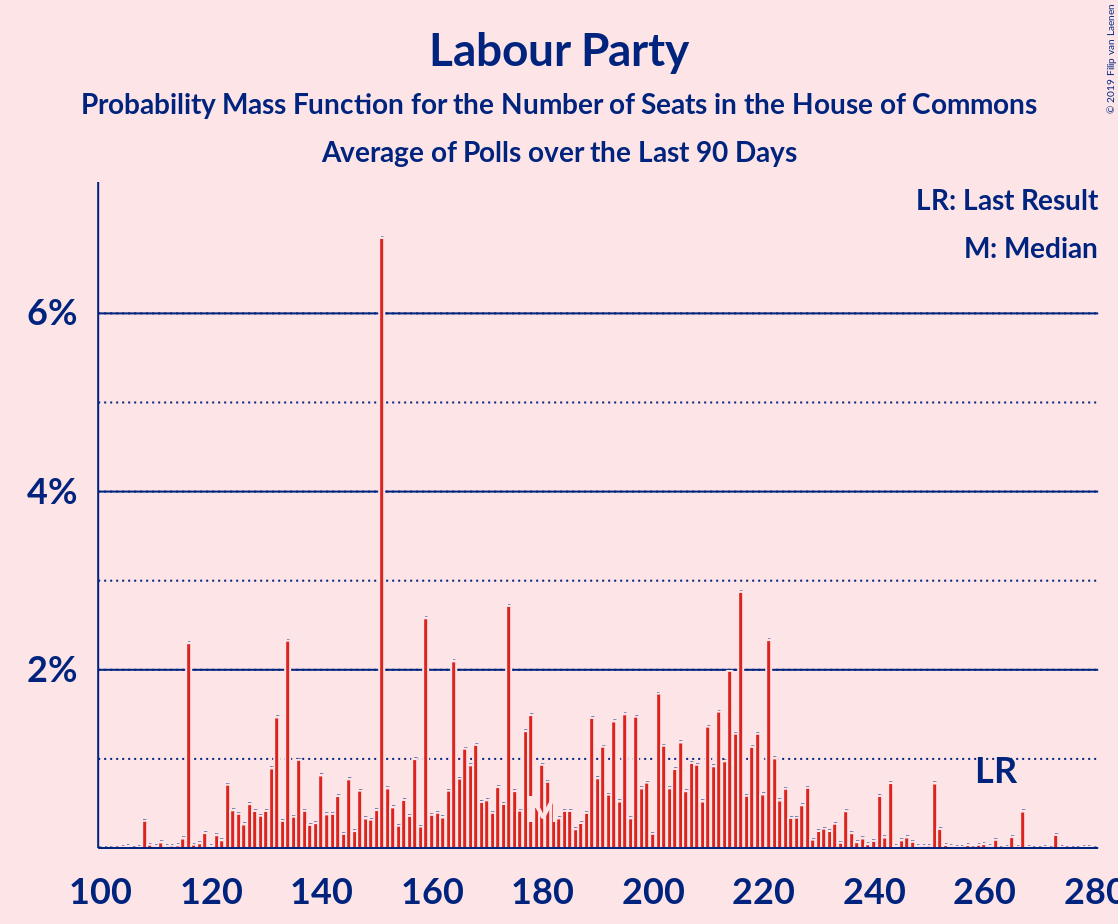 Labour Party
Probability Mass Function for the Number of Seats in the House of Commons
Average of Polls over the Last 90 Days
© 2019 Filip van Laenen
LR: Last Result
M: Median
6%
4%
2%
LR
M
100 120 140 160 180 200 220 240 260 280